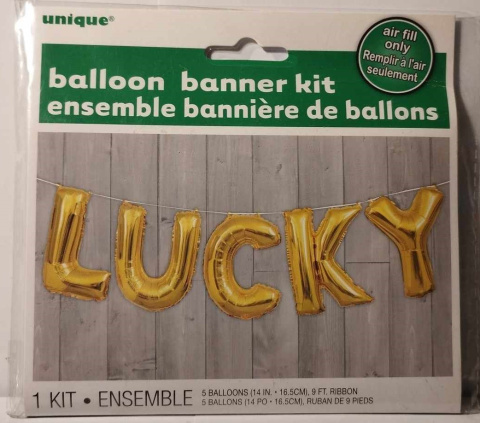 unique®
air fill
only
Remplir à l'air
seulement
balloon banner kit
ensemble bannière de ballons
LUCKY
1 KIT • ENSEMBLE
5 BALLOONS (14 IN. • 16.5CM), 9 FT. RIBBON
5 BALLONS (14 PO • 16.5CM), RUBAN DE 9 PIEDS